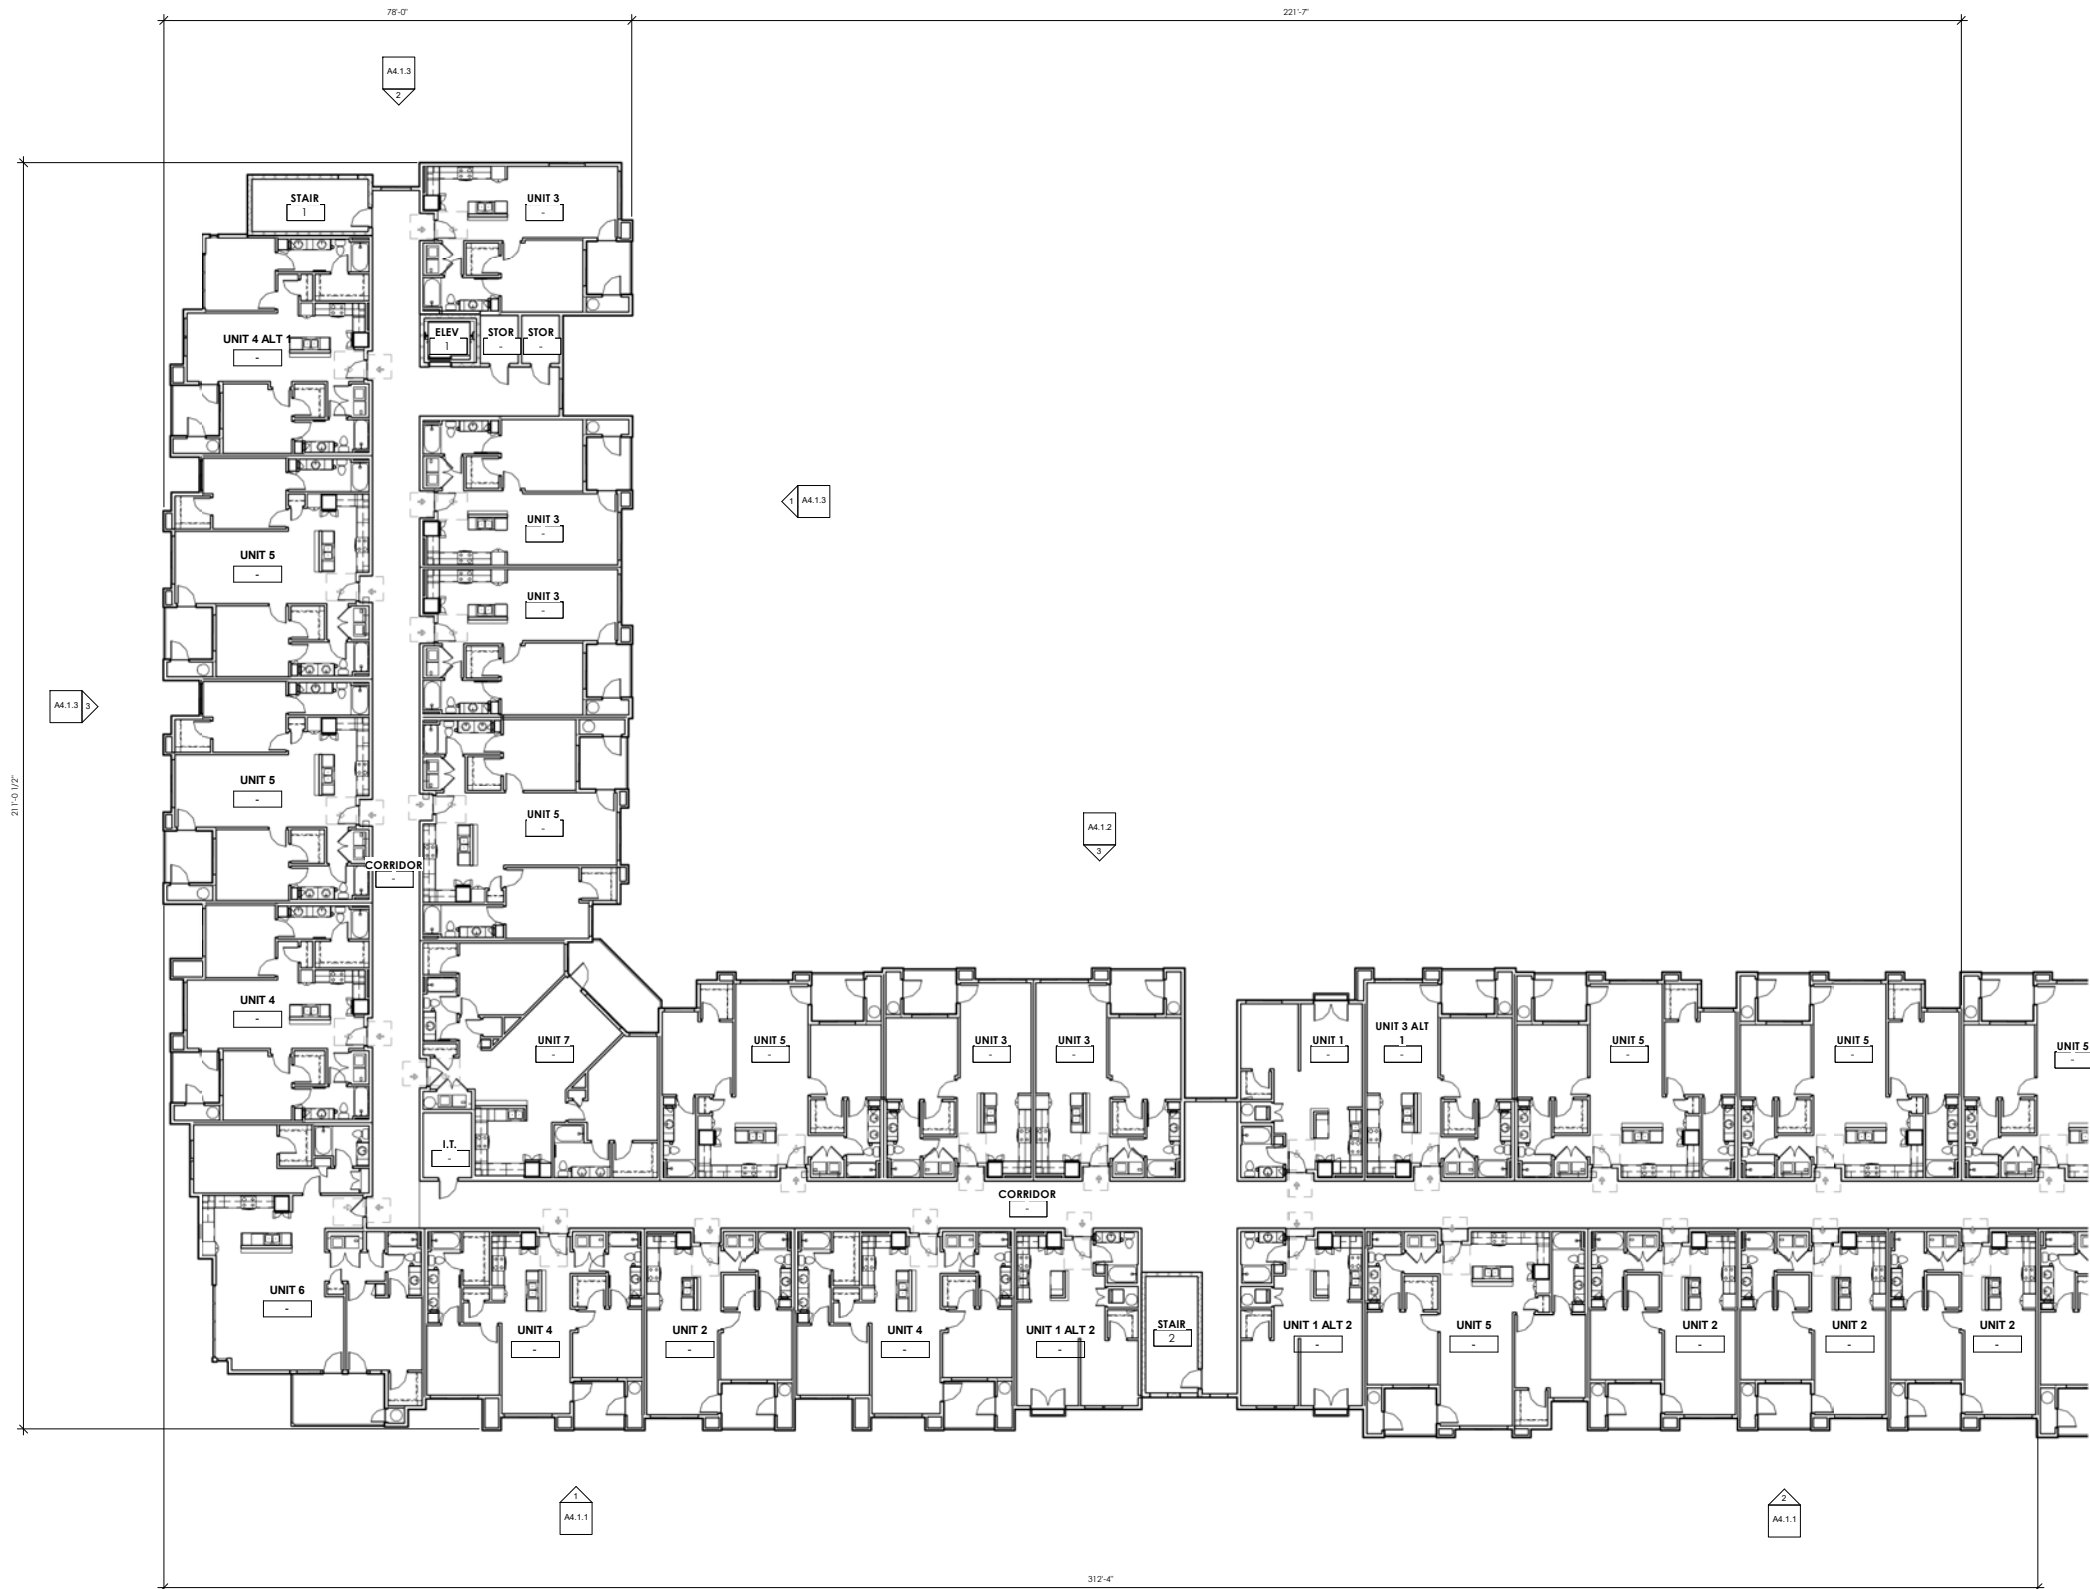 78'-0"
221'-7"
A4.1.3
2
STAIR
1
UNIT 3
-
UNIT 4 ALT 1
-
ELEV
1
STOR
-
STOR
-
1
A4.1.3
UNIT 3
-
UNIT 5
-
UNIT 3
-
A4.1.3
3
UNIT 5
-
211'-0 1/2"
UNIT 5
-
A4.1.2
3
CORRIDOR
-
UNIT 4
-
UNIT 7
-
UNIT 5
-
UNIT 3
-
UNIT 3
-
UNIT 1
-
UNIT 3 ALT
1
-
UNIT 5
-
UNIT 5
-
UNIT 5
-
I.T.
-
CORRIDOR
-
UNIT 6
-
UNIT 4
-
UNIT 2
-
UNIT 4
-
UNIT 1 ALT 2
-
STAIR
2
UNIT 1 ALT 2
-
UNIT 5
-
UNIT 2
-
UNIT 2
-
UNIT 2
-
1
A4.1.1
2
A4.1.1
312'-4"